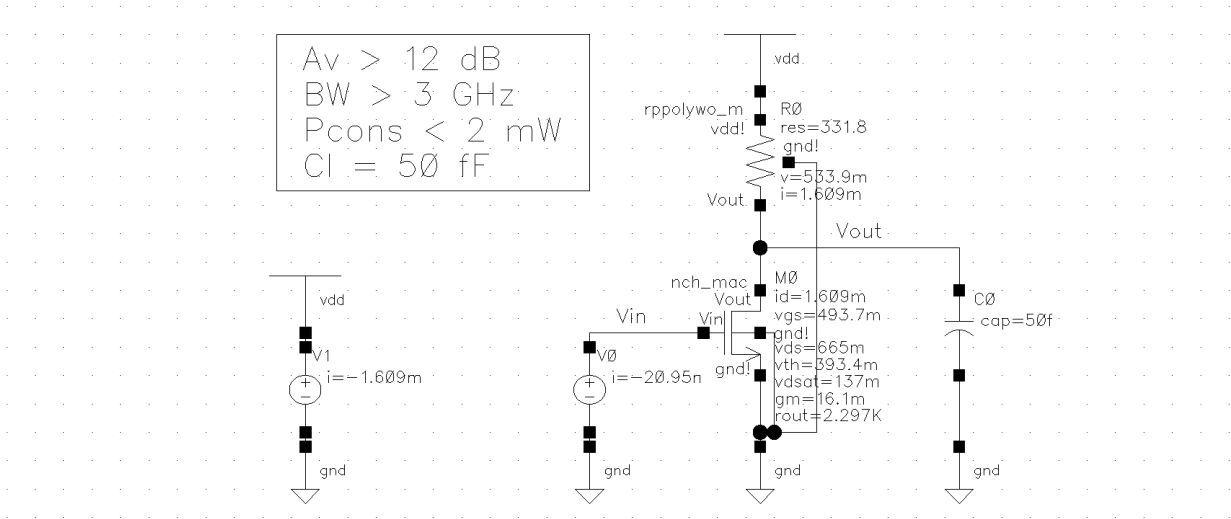 Av > 12 dB
BW > 3 GHz
Pcons < 2 mW
Cl = 50 fF
vdd
rppolywo_m
R0
vdd!
res=331.8
gnd!
v=533.9m
i=1.609m
Vout
Vout
nch_mac
M0
Vout
id=1.609m
Vin
Vin
vgs=493.7m
gnd!
vds=665m
gnd!
vth=393.4m
vdsat=137m
gm=16.1m
rout=2.297K
C0
cap=50f
vdd
V1
i=-1.609m
V0
i=-20.95n
+
-
+
-
gnd
gnd
gnd
gnd